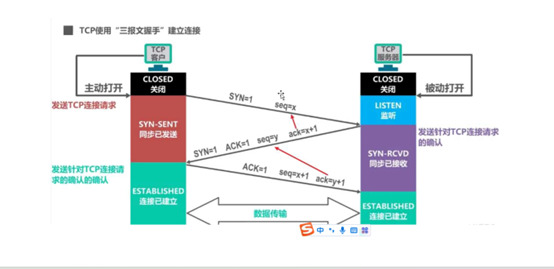 TCP使用“三报文握手”建立连接
TCP
客户
TCP
服务器
CLOSED
关闭
CLOSED
关闭
主动打开
被动打开
发送TCP连接请求
SYN=1 seq=x
LISTEN
监听
SYN-SENT
同步已发送
SYN=1 ACK=1 seq=y ack=x+1
发送针对TCP连接请求
的确认
SYN-RCVD
同步已接收
发送针对TCP连接请
求的确认的确认
ACK=1 seq=x+1 ack=y+1
ESTABLISHED
连接已建立
ESTABLISHED
连接已建立
数据传输
S中